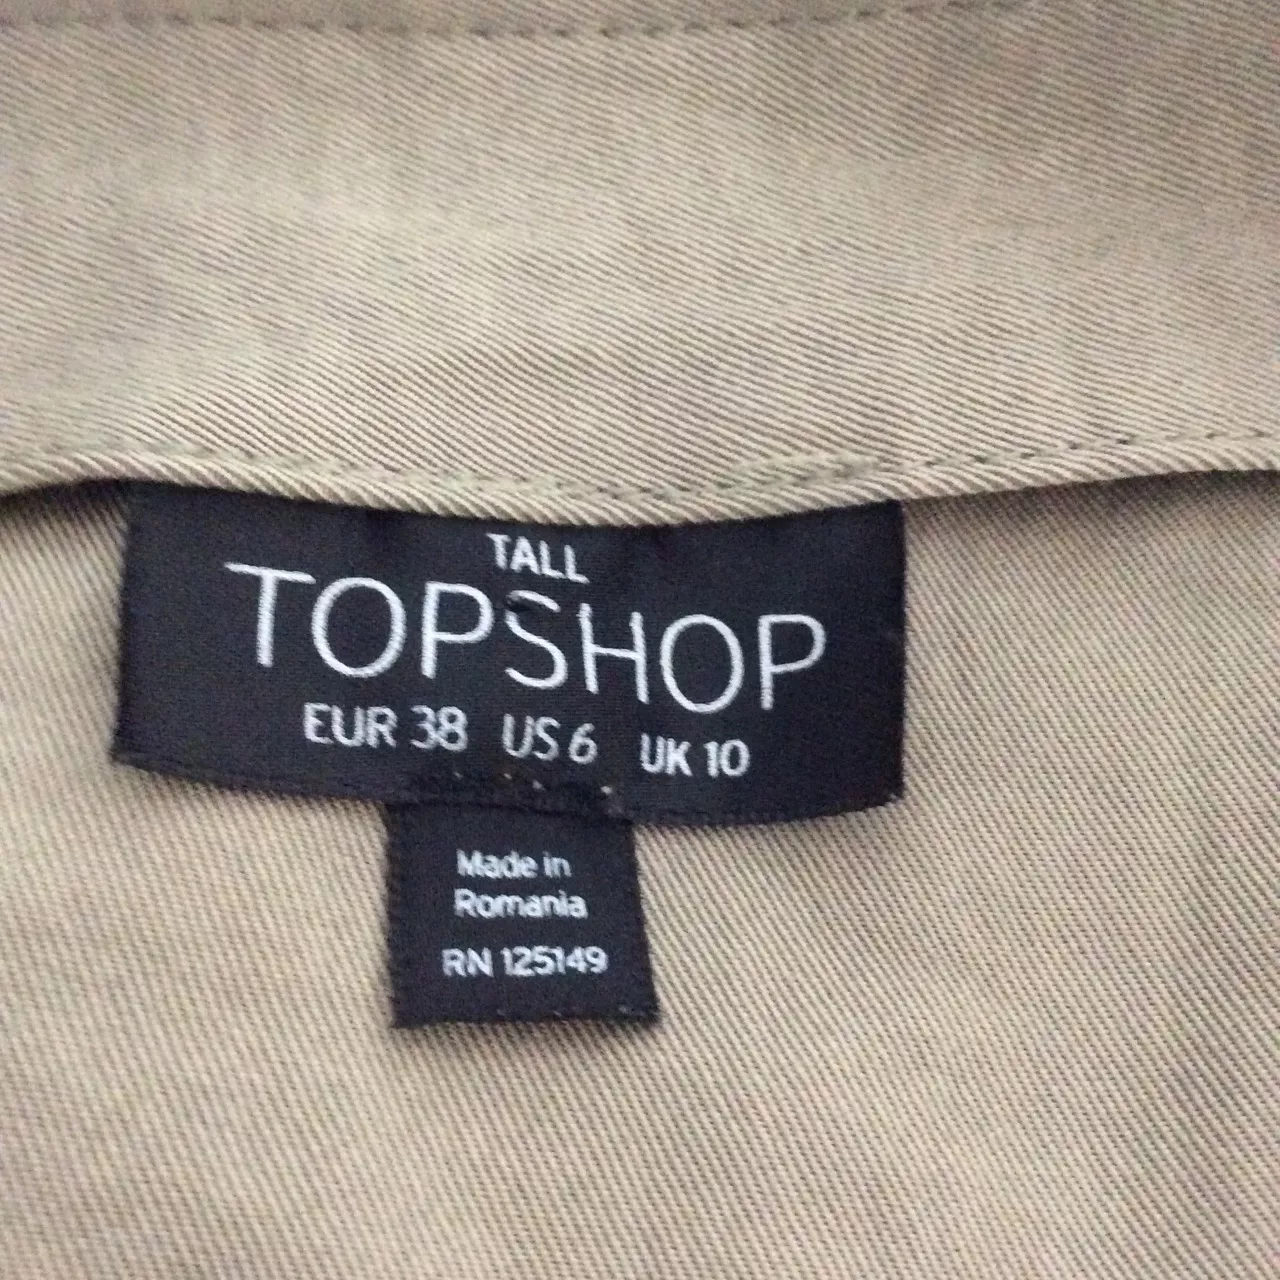 TALL
TOPSHOP
EUR 38 US 6 UK 10
Made in
Romania
RN 125149